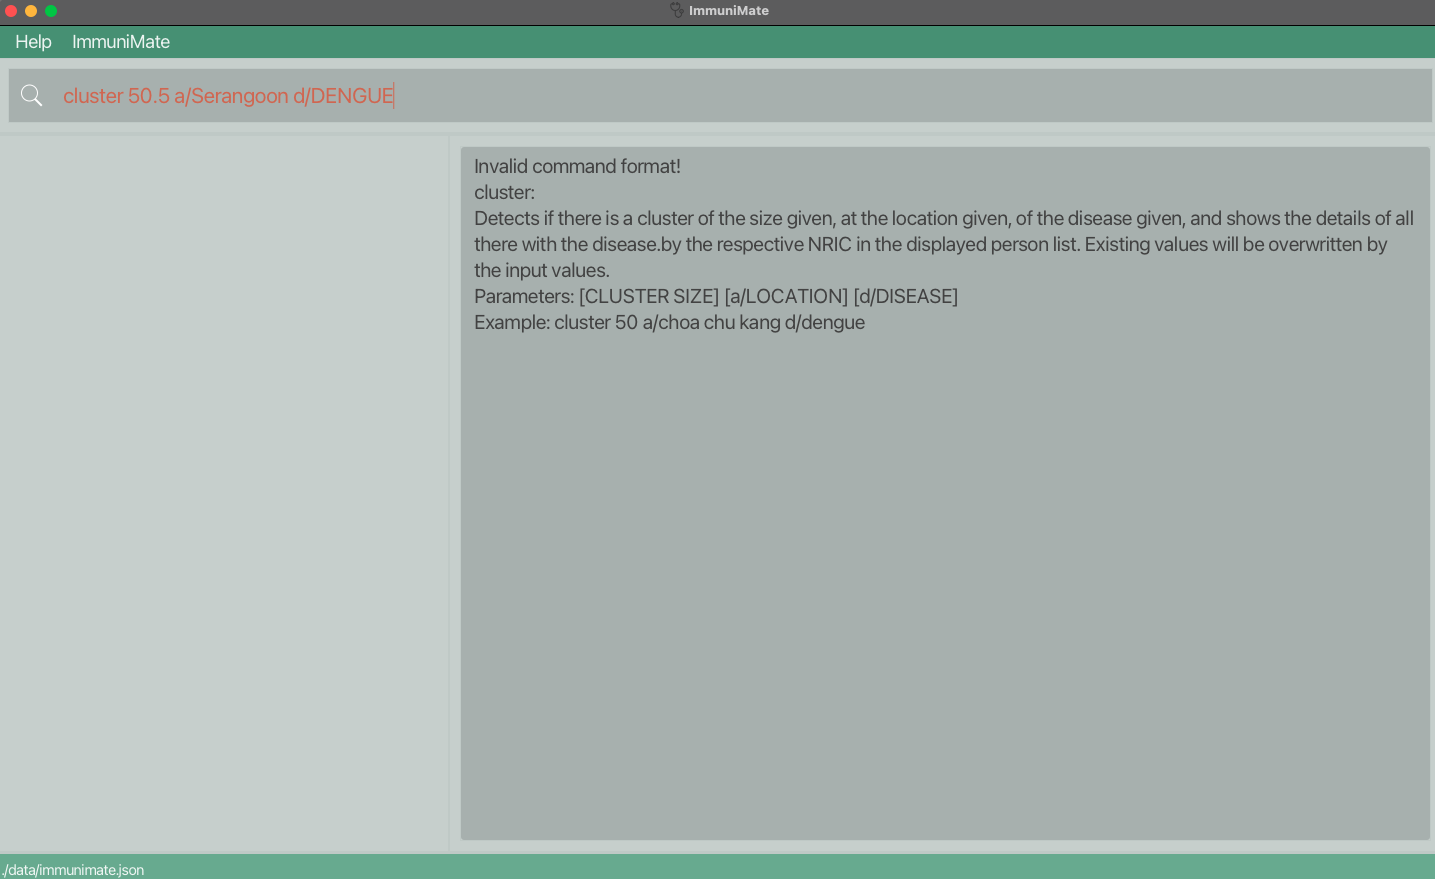 ImmuniMate
Help ImmuniMate
cluster 50.5 a/Serangoon d/DENGUE
Invalid command format!
cluster:
Detects if there is a cluster of the size given, at the location given, of the disease given, and shows the details of all
there with the disease.by the respective NRIC in the displayed person list. Existing values will be overwritten by
the input values.
Parameters: [CLUSTER SIZE] [a/LOCATION] [d/DISEASE]
Example: cluster 50 a/choa chu kang d/dengue
./data/immunimate.json